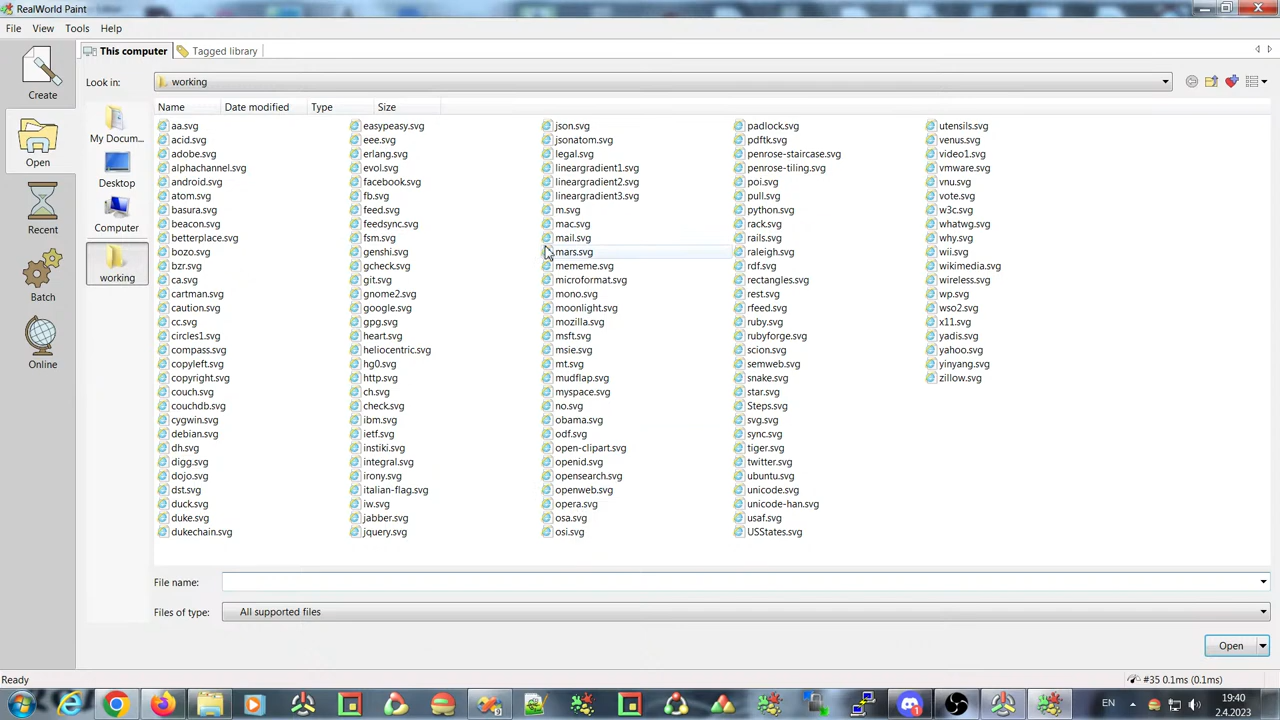 RealWorld Paint
File View Tools Help
This computer Tagged library
Create
Open
Recent
Batch
Online
Look in: working
My Docum...
Desktop
Computer
working
Name Date modified Type Size
aa.svg
acid.svg
adobe.svg
alphachannel.svg
android.svg
atom.svg
basura.svg
beacon.svg
betterplace.svg
bozo.svg
bzr.svg
ca.svg
cartman.svg
caution.svg
cc.svg
circles1.svg
compass.svg
copyleft.svg
copyright.svg
couch.svg
couchdb.svg
cygwin.svg
debian.svg
dh.svg
digg.svg
dojo.svg
dst.svg
duck.svg
duke.svg
dukechain.svg
easypeasy.svg
eee.svg
erlang.svg
evol.svg
facebook.svg
fb.svg
feed.svg
feedsync.svg
fsm.svg
genshi.svg
gcheck.svg
git.svg
gnome2.svg
google.svg
gpg.svg
heart.svg
heliocentric.svg
hg0.svg
http.svg
ch.svg
check.svg
ibm.svg
ietf.svg
instiki.svg
integral.svg
irony.svg
italian-flag.svg
iw.svg
jabber.svg
jquery.svg
json.svg
jsonatom.svg
legal.svg
lineargradient1.svg
lineargradient2.svg
lineargradient3.svg
m.svg
mac.svg
mail.svg
mars.svg
mememe.svg
microformat.svg
mono.svg
moonlight.svg
mozilla.svg
msft.svg
msie.svg
mt.svg
mudflap.svg
myspace.svg
no.svg
obama.svg
odf.svg
open-clipart.svg
openid.svg
opensearch.svg
openweb.svg
opera.svg
osa.svg
osi.svg
padlock.svg
pdftk.svg
penrose-staircase.svg
penrose-tiling.svg
poi.svg
pull.svg
python.svg
rack.svg
rails.svg
raleigh.svg
rdf.svg
rectangles.svg
rest.svg
rfeed.svg
ruby.svg
rubyforge.svg
scion.svg
semweb.svg
snake.svg
star.svg
Steps.svg
svg.svg
sync.svg
tiger.svg
twitter.svg
ubuntu.svg
unicode.svg
unicode-han.svg
usaf.svg
USStates.svg
utensils.svg
venus.svg
video1.svg
vmware.svg
vnu.svg
vote.svg
w3c.svg
whatwg.svg
why.svg
wii.svg
wikimedia.svg
wireless.svg
wp.svg
wso2.svg
x11.svg
yadis.svg
yahoo.svg
yinyang.svg
zillow.svg
File name:
Files of type: All supported files
Open
Ready #35 0.1ms (0.1ms)
EN 19:40
2.4.2023